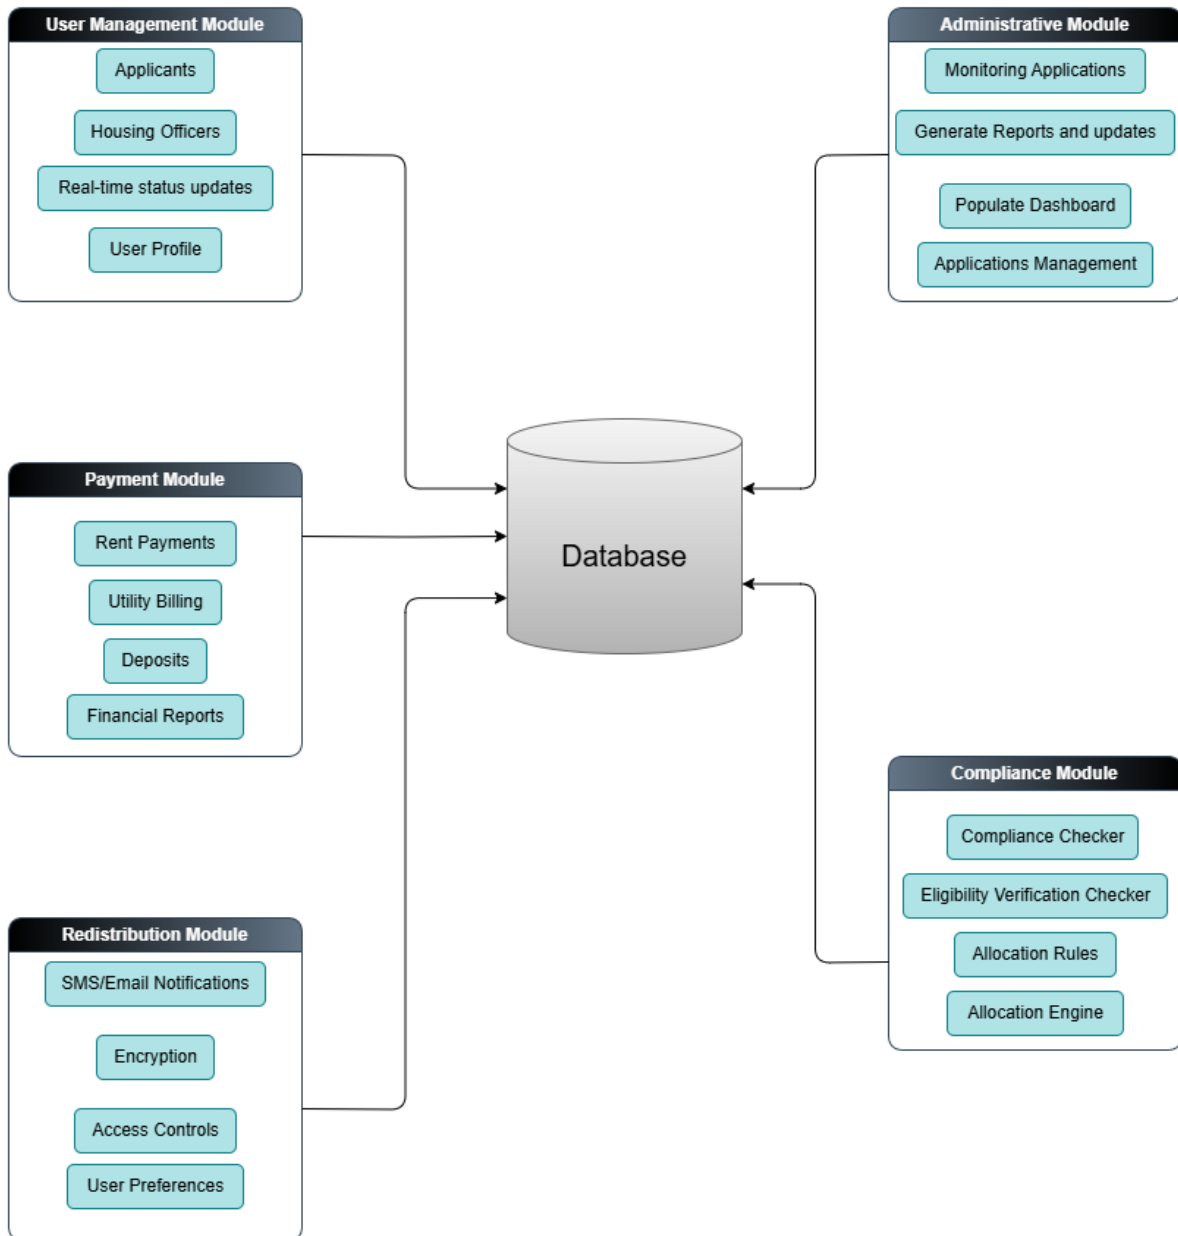 User Management Module
Applicants
Housing Officers
Real-time status updates
User Profile
Administrative Module
Monitoring Applications
Generate Reports and updates
Populate Dashboard
Applications Management
Payment Module
Rent Payments
Utility Billing
Deposits
Financial Reports
Database
Redistribution Module
SMS/Email Notifications
Encryption
Access Controls
User Preferences
Compliance Module
Compliance Checker
Eligibility Verification Checker
Allocation Rules
Allocation Engine